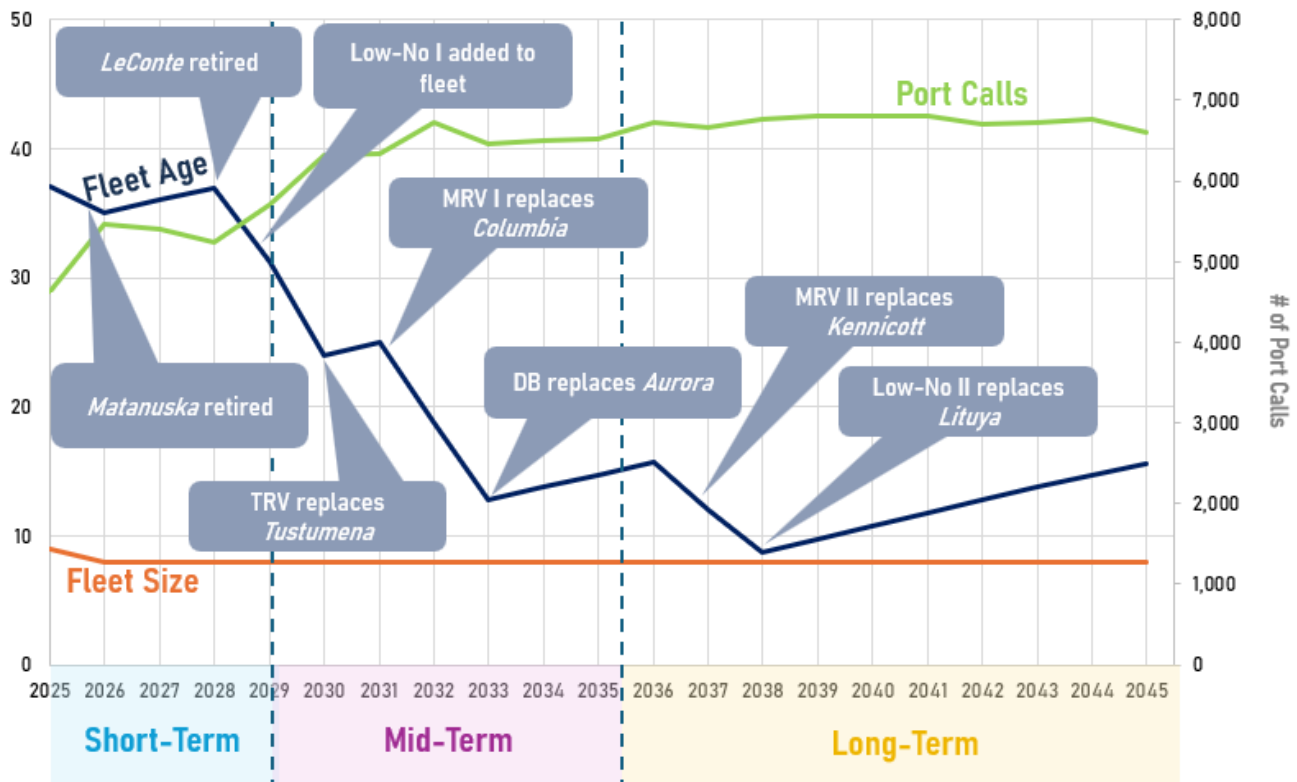 50
40
30
20
10
0
8,000
7,000
6,000
5,000
4,000
3,000
2,000
1,000
0
# of Port Calls
LeConte retired
Low-No I added to
fleet
Port Calls
Fleet Age
MRV I replaces
Columbia
MRV II replaces
Kennicott
DB replaces Aurora
Low-No II replaces
Lituya
Matanuska retired
TRV replaces
Tustumena
Fleet Size
2025 2026 2027 2028 2029 2030 2031 2032 2033 2034 2035 2036 2037 2038 2039 2040 2041 2042 2043 2044 2045
Short-Term
Mid-Term
Long-Term